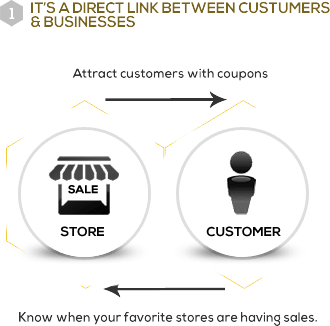 1 IT'S A DIRECT LINK BETWEEN CUSTUMERS
& BUSINESSES
Attract customers with coupons
SALE
STORE
CUSTOMER
Know when your favorite stores are having sales.